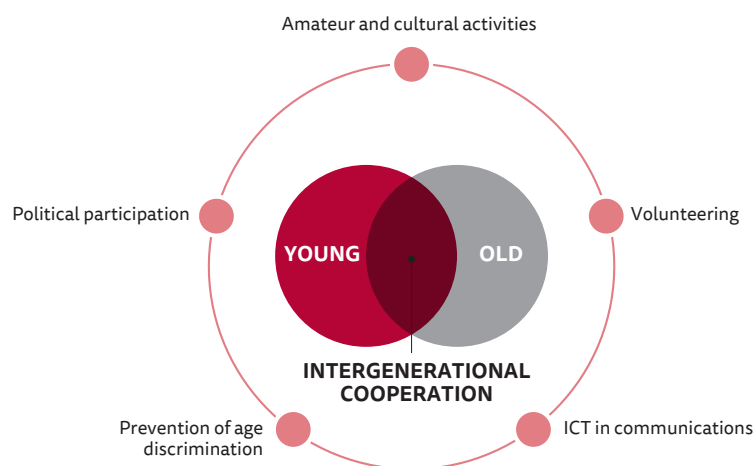 Amateur and cultural activities
Political participation
Volunteering
YOUNG
OLD
INTERGENERATIONAL
COOPERATION
Prevention of age
discrimination
ICT in communications